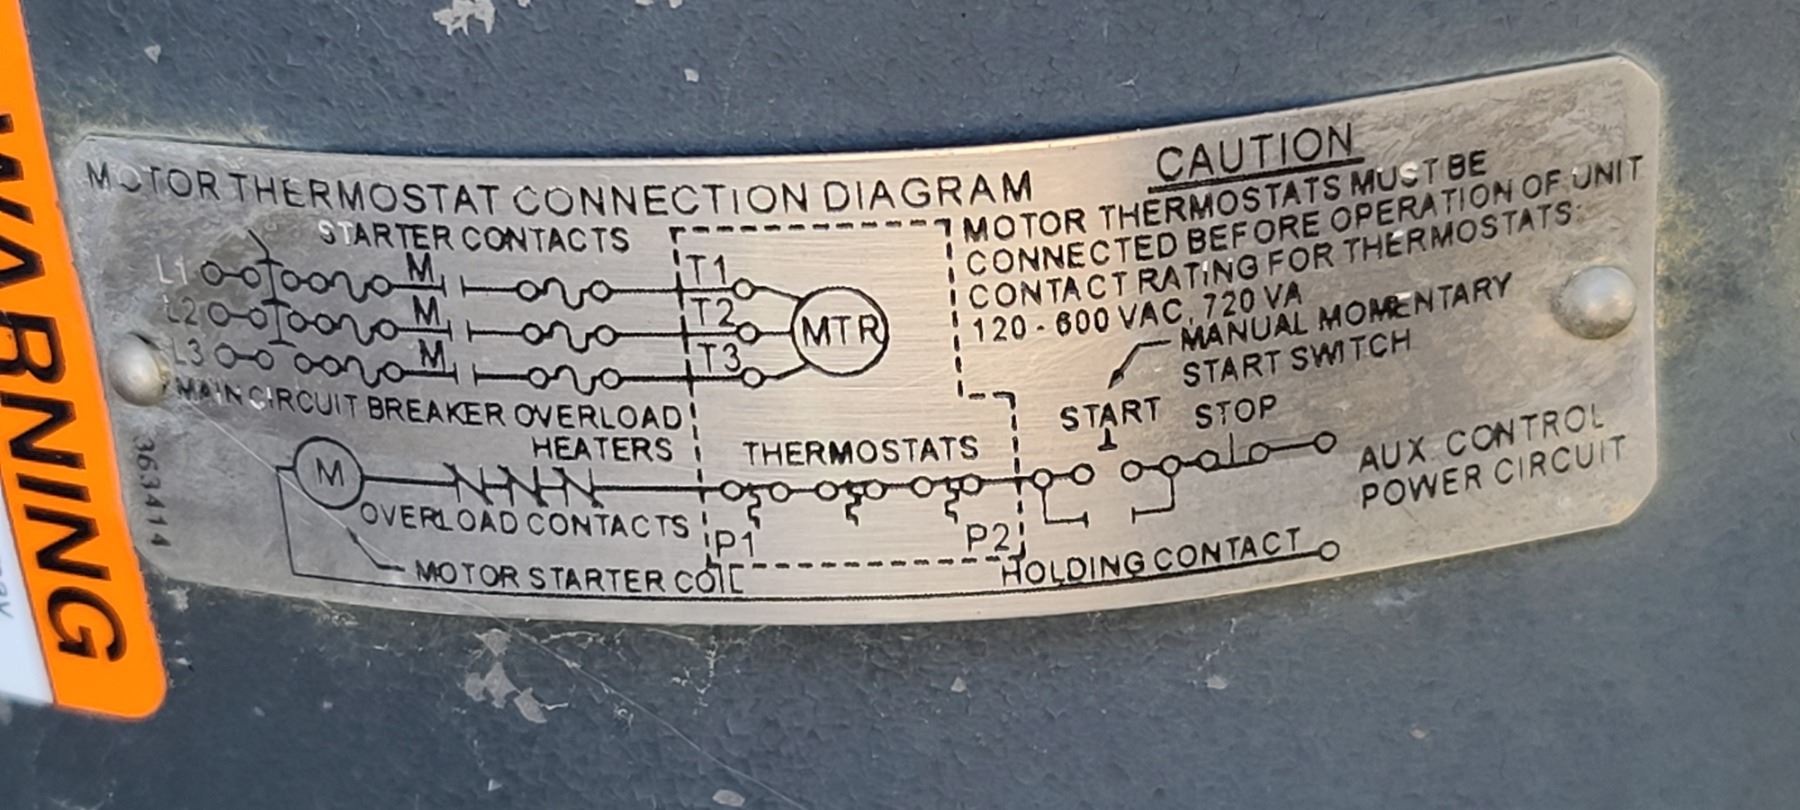 WARNING
MOTOR THERMOSTAT CONNECTION DIAGRAM
CAUTION
MOTOR THERMOSTATS MUST BE
CONNECTED BEFORE OPERATION OF UNIT
CONTACT RATING FOR THERMOSTATS:
120 - 600 VAC, 720 VA
STARTER CONTACTS
L1 M T1
L2 M T2
L3 M T3
MTR
MANUAL MOMENTARY
START SWITCH
MAIN CIRCUIT BREAKER OVERLOAD
HEATERS
THERMOSTATS
START STOP
AUX CONTROL
POWER CIRCUIT
M
OVERLOAD CONTACTS
P1 P2
MOTOR STARTER COIL
HOLDING CONTACT
363414